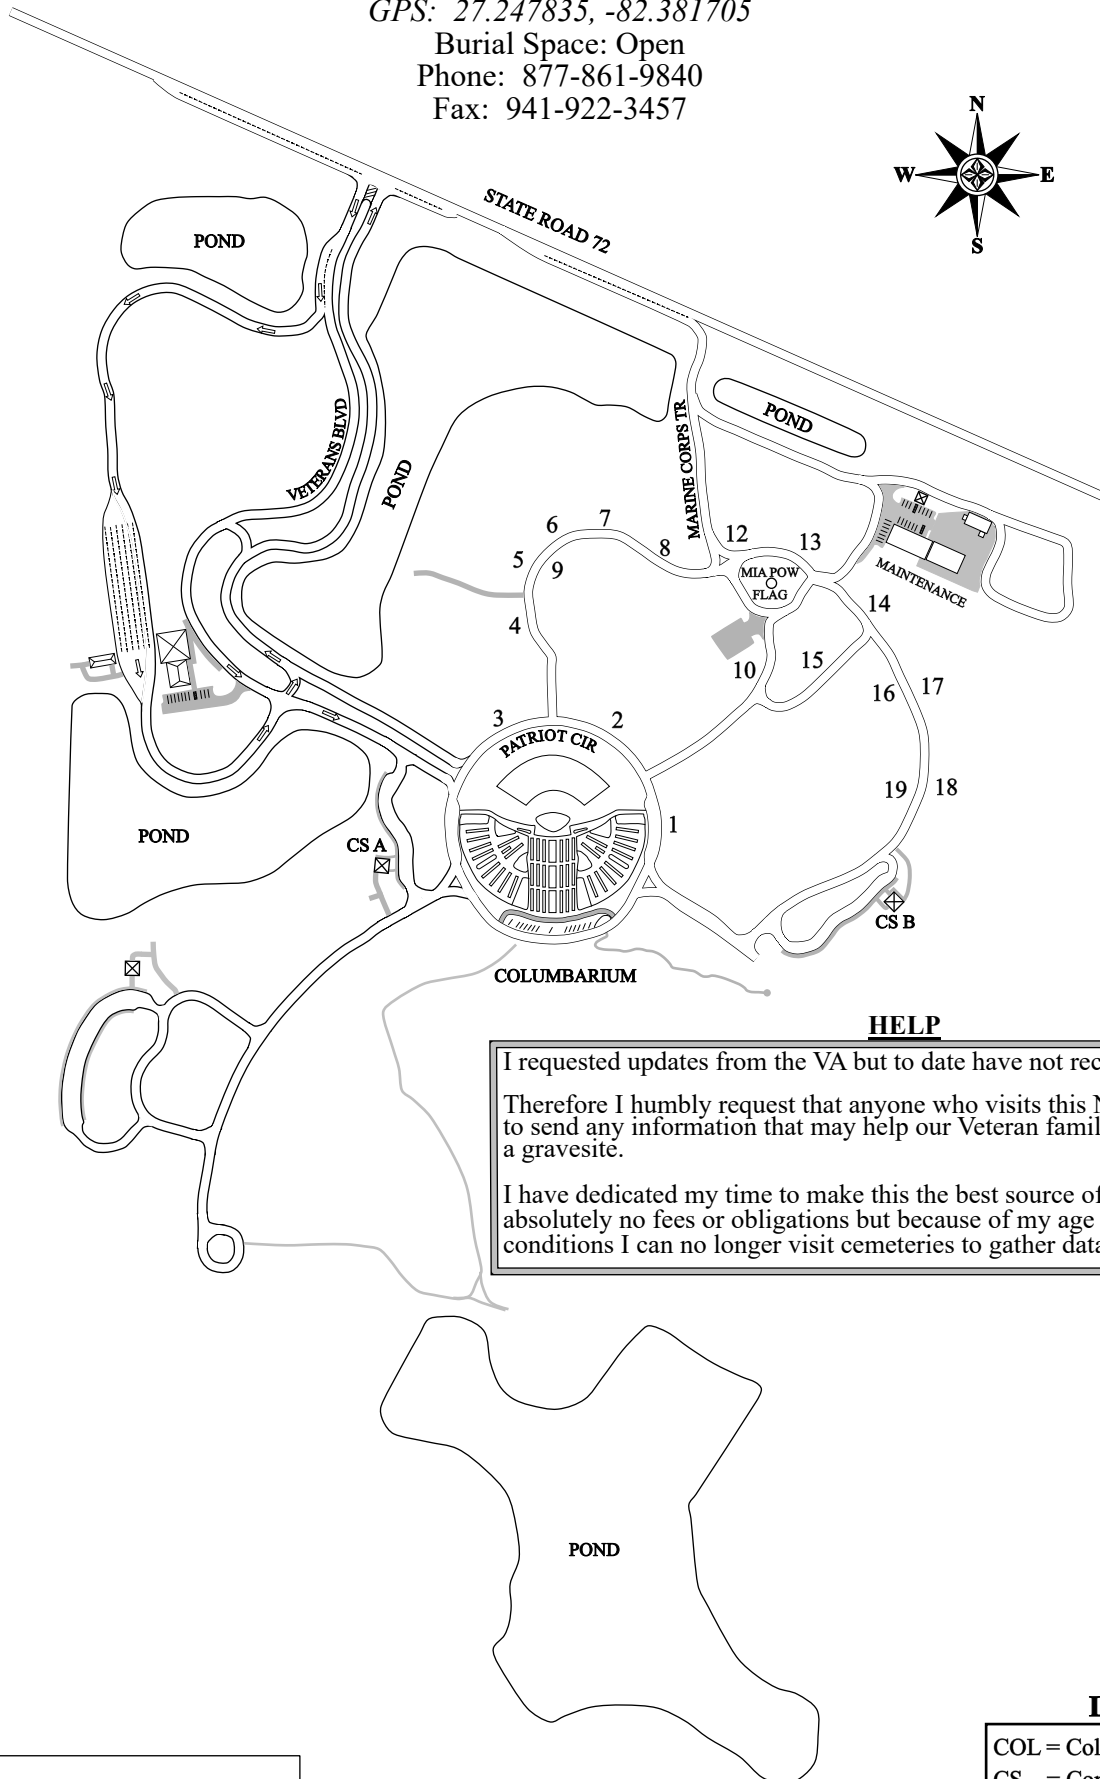 GPS: 27.247835, -82.381705
Burial Space: Open
Phone: 877-861-9840
Fax: 941-922-3457
N
W E
S
STATE ROAD 72
POND
VETERANS BLVD
POND
MARINE CORPS TR
POND
MAINTENANCE
12
13
MIA POW
FLAG
14
6
7
8
5
9
4
10
15
16
17
3
2
PATRIOT CIR
19
18
1
POND
CS A
CS B
COLUMBARIUM
HELP
I requested updates from the VA but to date have not rec
Therefore I humbly request that anyone who visits this N
to send any information that may help our Veteran famil
a gravesite.
I have dedicated my time to make this the best source of
absolutely no fees or obligations but because of my age
conditions I can no longer visit cemeteries to gather data
POND
COL = Col